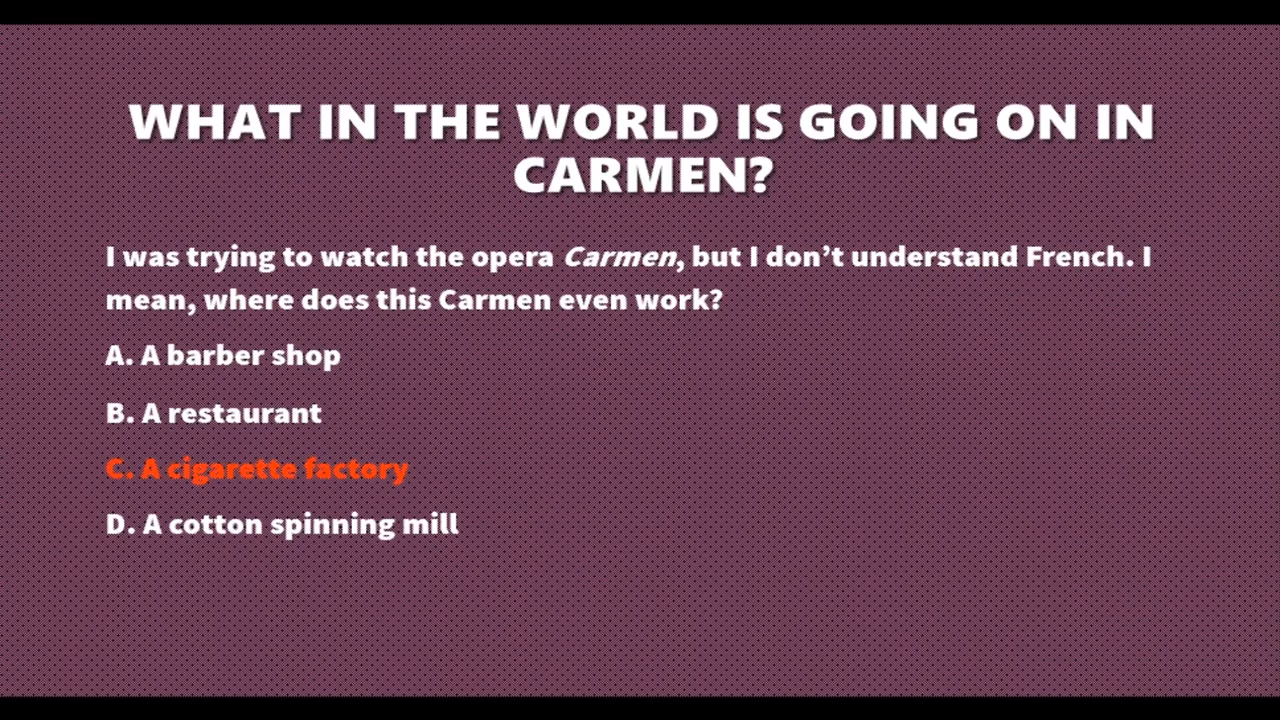 WHAT IN THE WORLD IS GOING ON IN
CARMEN?
I was trying to watch the opera Carmen, but I don’t understand French. I
mean, where does this Carmen even work?
A. A barber shop
B. A restaurant
C. A cigarette factory
D. A cotton spinning mill